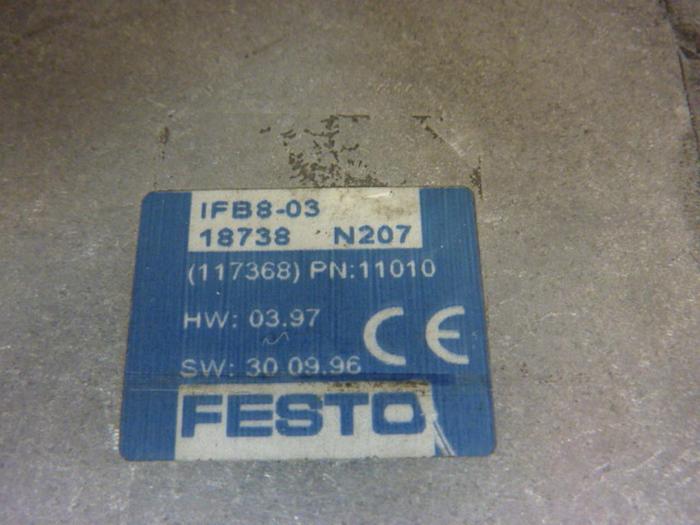 IFB8-03
18738 N207
(117368) PN:11010
HW: 03.97
CE
SW: 30 09.96
FESTO